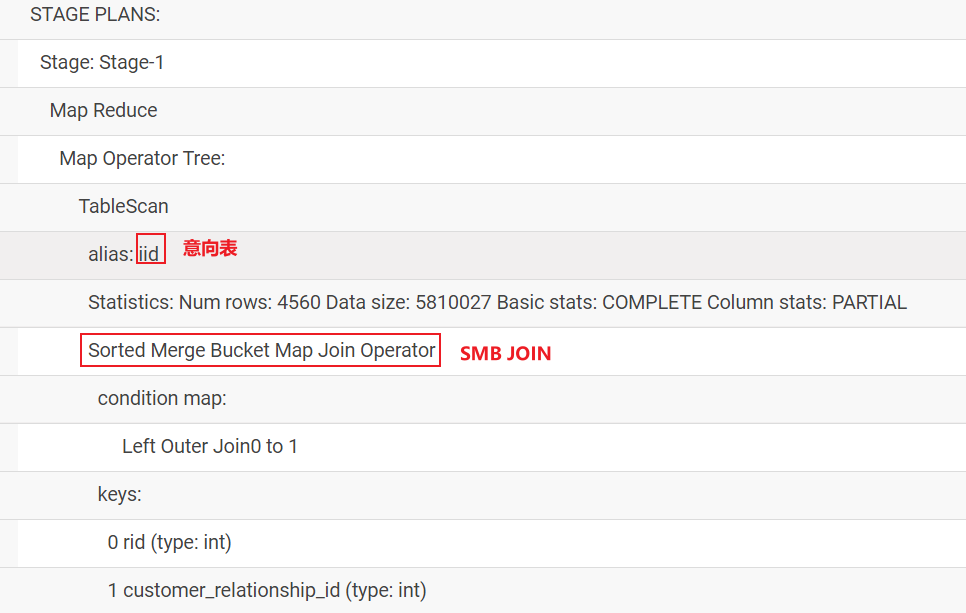 STAGE PLANS:
Stage: Stage-1
Map Reduce
Map Operator Tree:
TableScan
alias: iid 意向表
Statistics: Num rows: 4560 Data size: 5810027 Basic stats: COMPLETE Column stats: PARTIAL
Sorted Merge Bucket Map Join Operator SMB JOIN
condition map:
Left Outer Join0 to 1
keys:
0 rid (type: int)
1 customer_relationship_id (type: int)